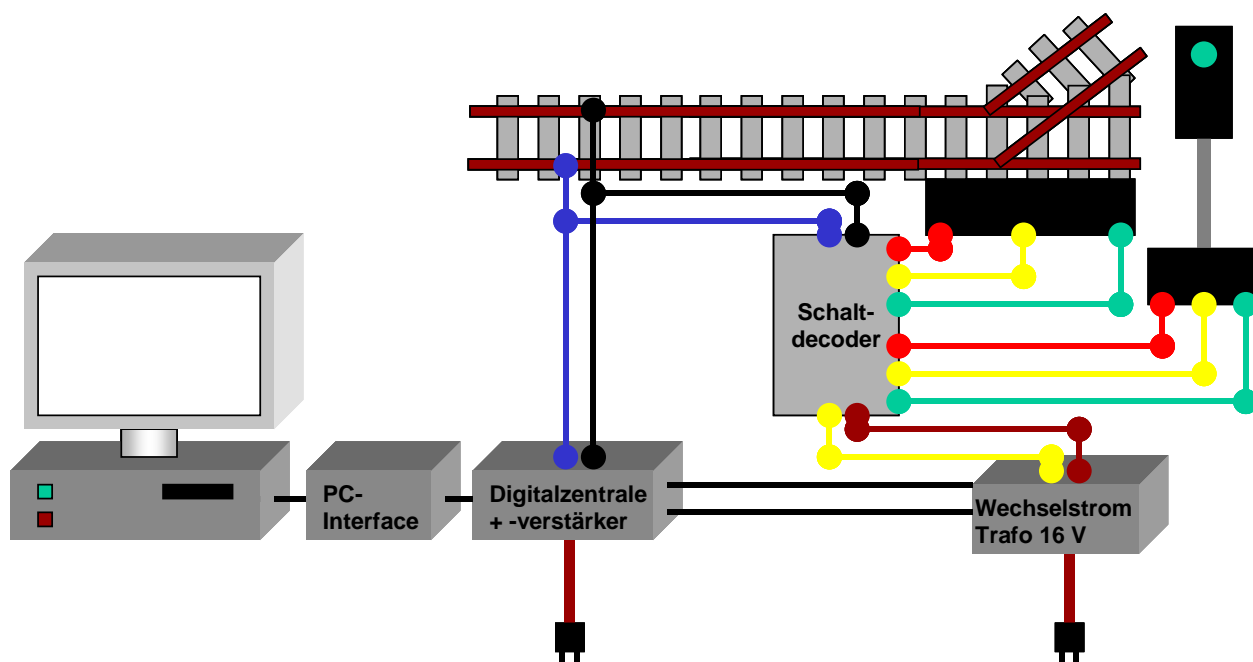 Schalt-
decoder
PC-
Interface
Digitalzentrale
+ -verstärker
Wechselstrom
Trafo 16 V